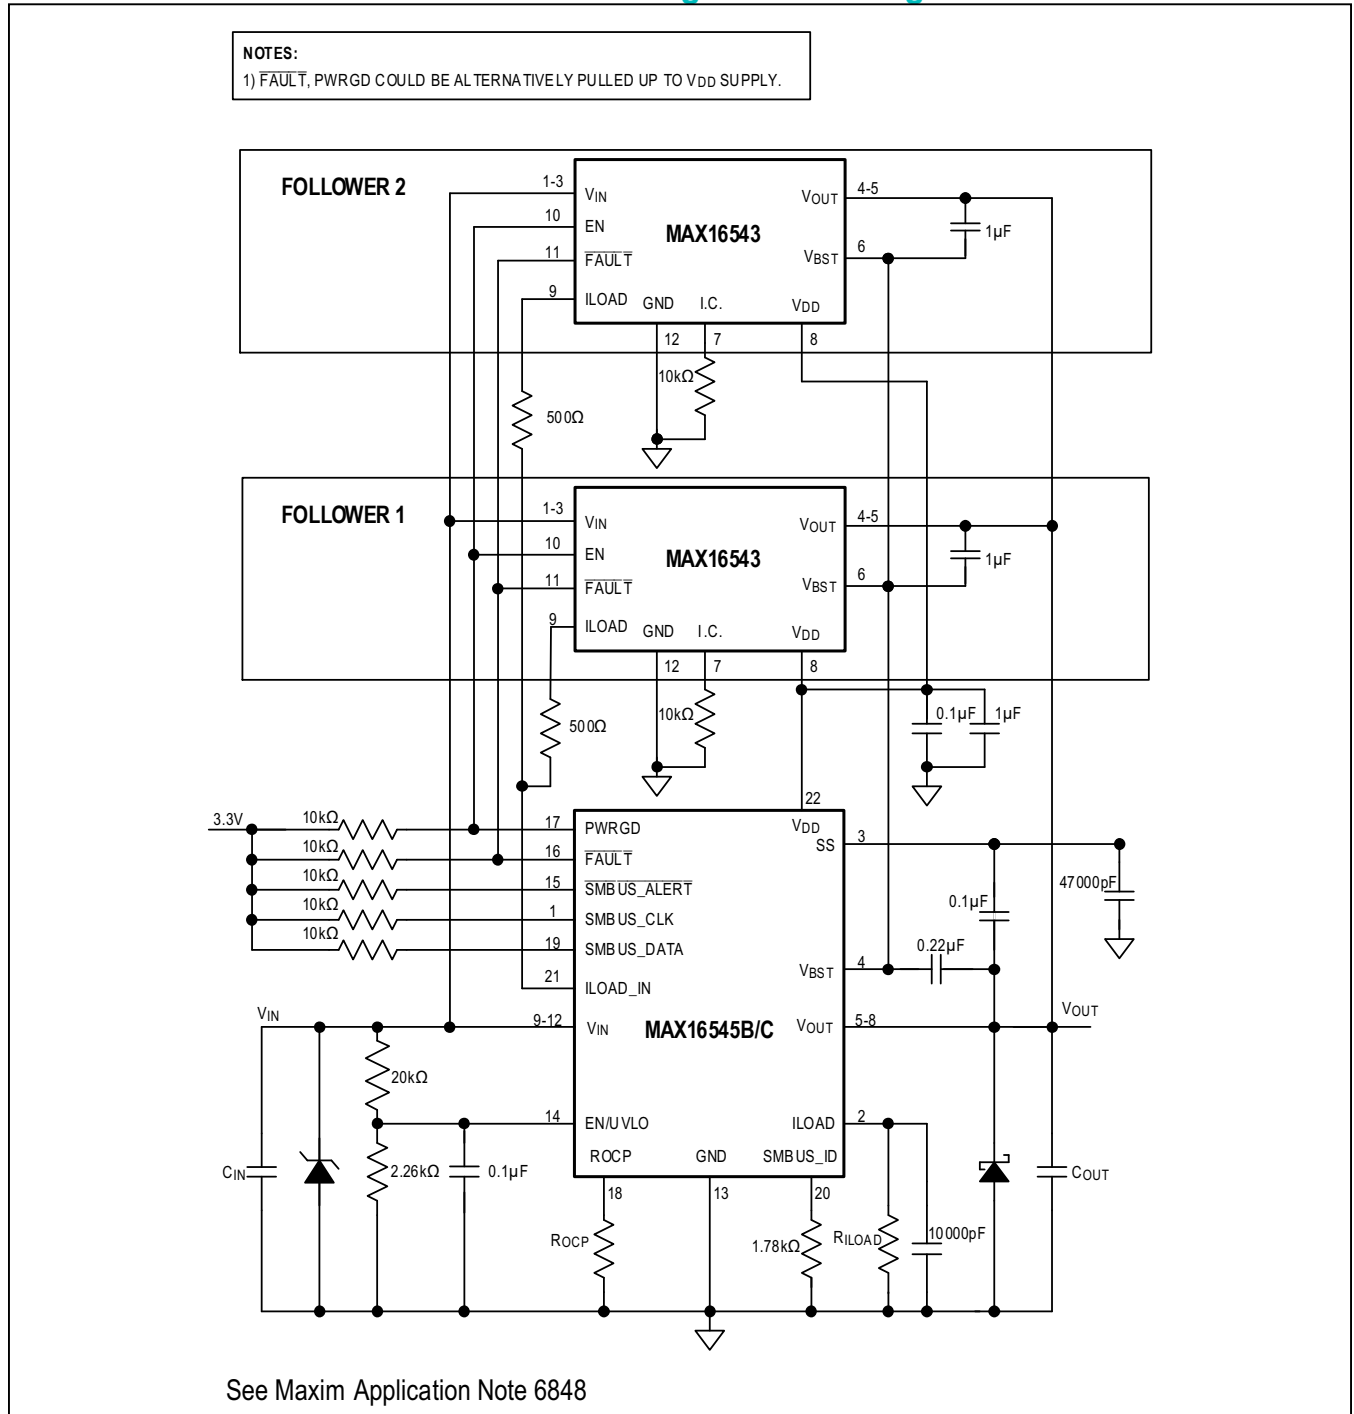 NOTES:
1) FAULT, PWRGD COULD BE ALTERNATIVELY PULLED UP TO VDD SUPPLY.
FOLLOWER 2
MAX16543
1-3
VIN
10
EN
11
FAULT
9
ILOAD
GND
I.C.
VDD
VOUT
4-5
VBST
6
1µF
12
7
8
10kΩ
500Ω
FOLLOWER 1
MAX16543
1-3
VIN
10
EN
11
FAULT
9
ILOAD
GND
I.C.
VDD
VOUT
4-5
VBST
6
1µF
12
7
8
10kΩ
500Ω
0.1µF
1µF
3.3V
10kΩ
10kΩ
10kΩ
10kΩ
10kΩ
17
PWRGD
16
FAULT
15
SMBUS_ALERT
1
SMBUS_CLK
19
SMBUS_DATA
21
ILOAD_IN
22
VDD
SS
3
47000pF
0.1µF
0.22µF
VBST
4
VIN
9-12
VIN
MAX16545B/C
VOUT
5-8
VOUT
20kΩ
14
EN/UVLO
ILOAD
2
ROCP
GND
SMBUS_ID
CIN
2.26kΩ
0.1µF
18
13
20
ROCP
1.78kΩ
RILOAD
10000pF
COUT
See Maxim Application Note 6848